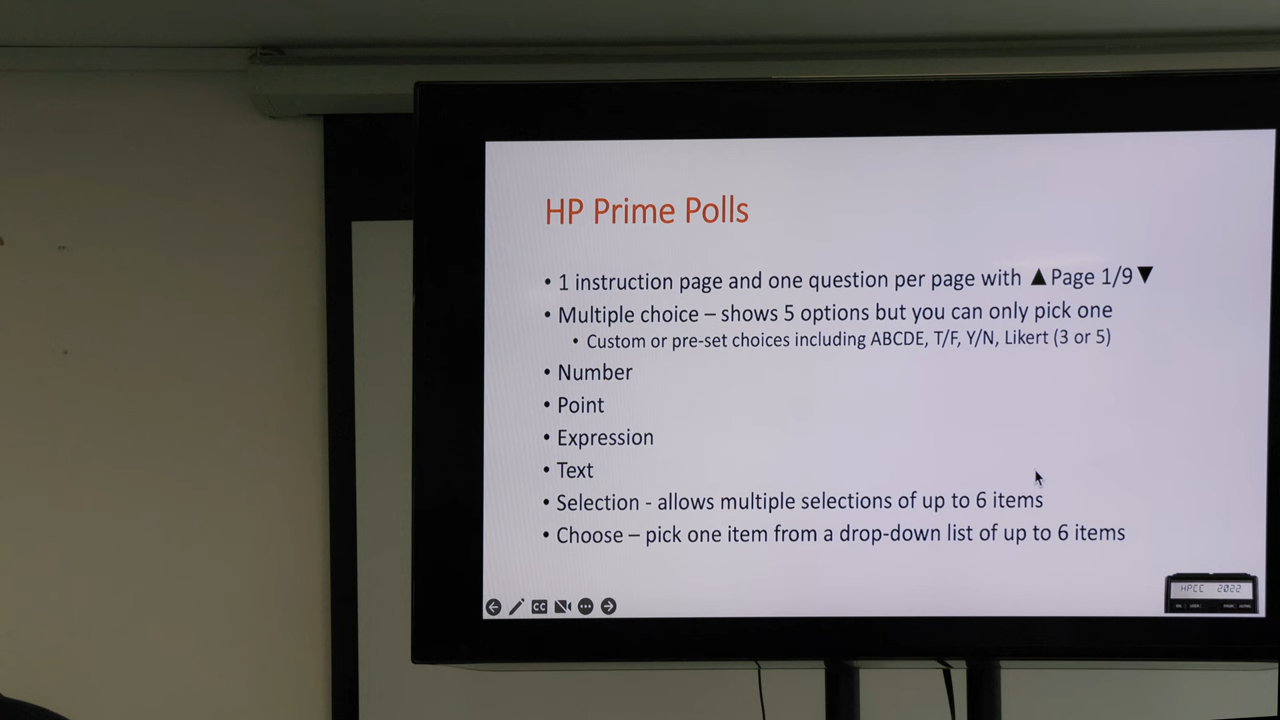 HP Prime Polls
• 1 instruction page and one question per page with ▲Page 1/9▼
• Multiple choice – shows 5 options but you can only pick one
• Custom or pre-set choices including ABCDE, T/F, Y/N, Likert (3 or 5)
• Number
• Point
• Expression
• Text
• Selection - allows multiple selections of up to 6 items
• Choose – pick one item from a drop-down list of up to 6 items
CC
HPCC 2022